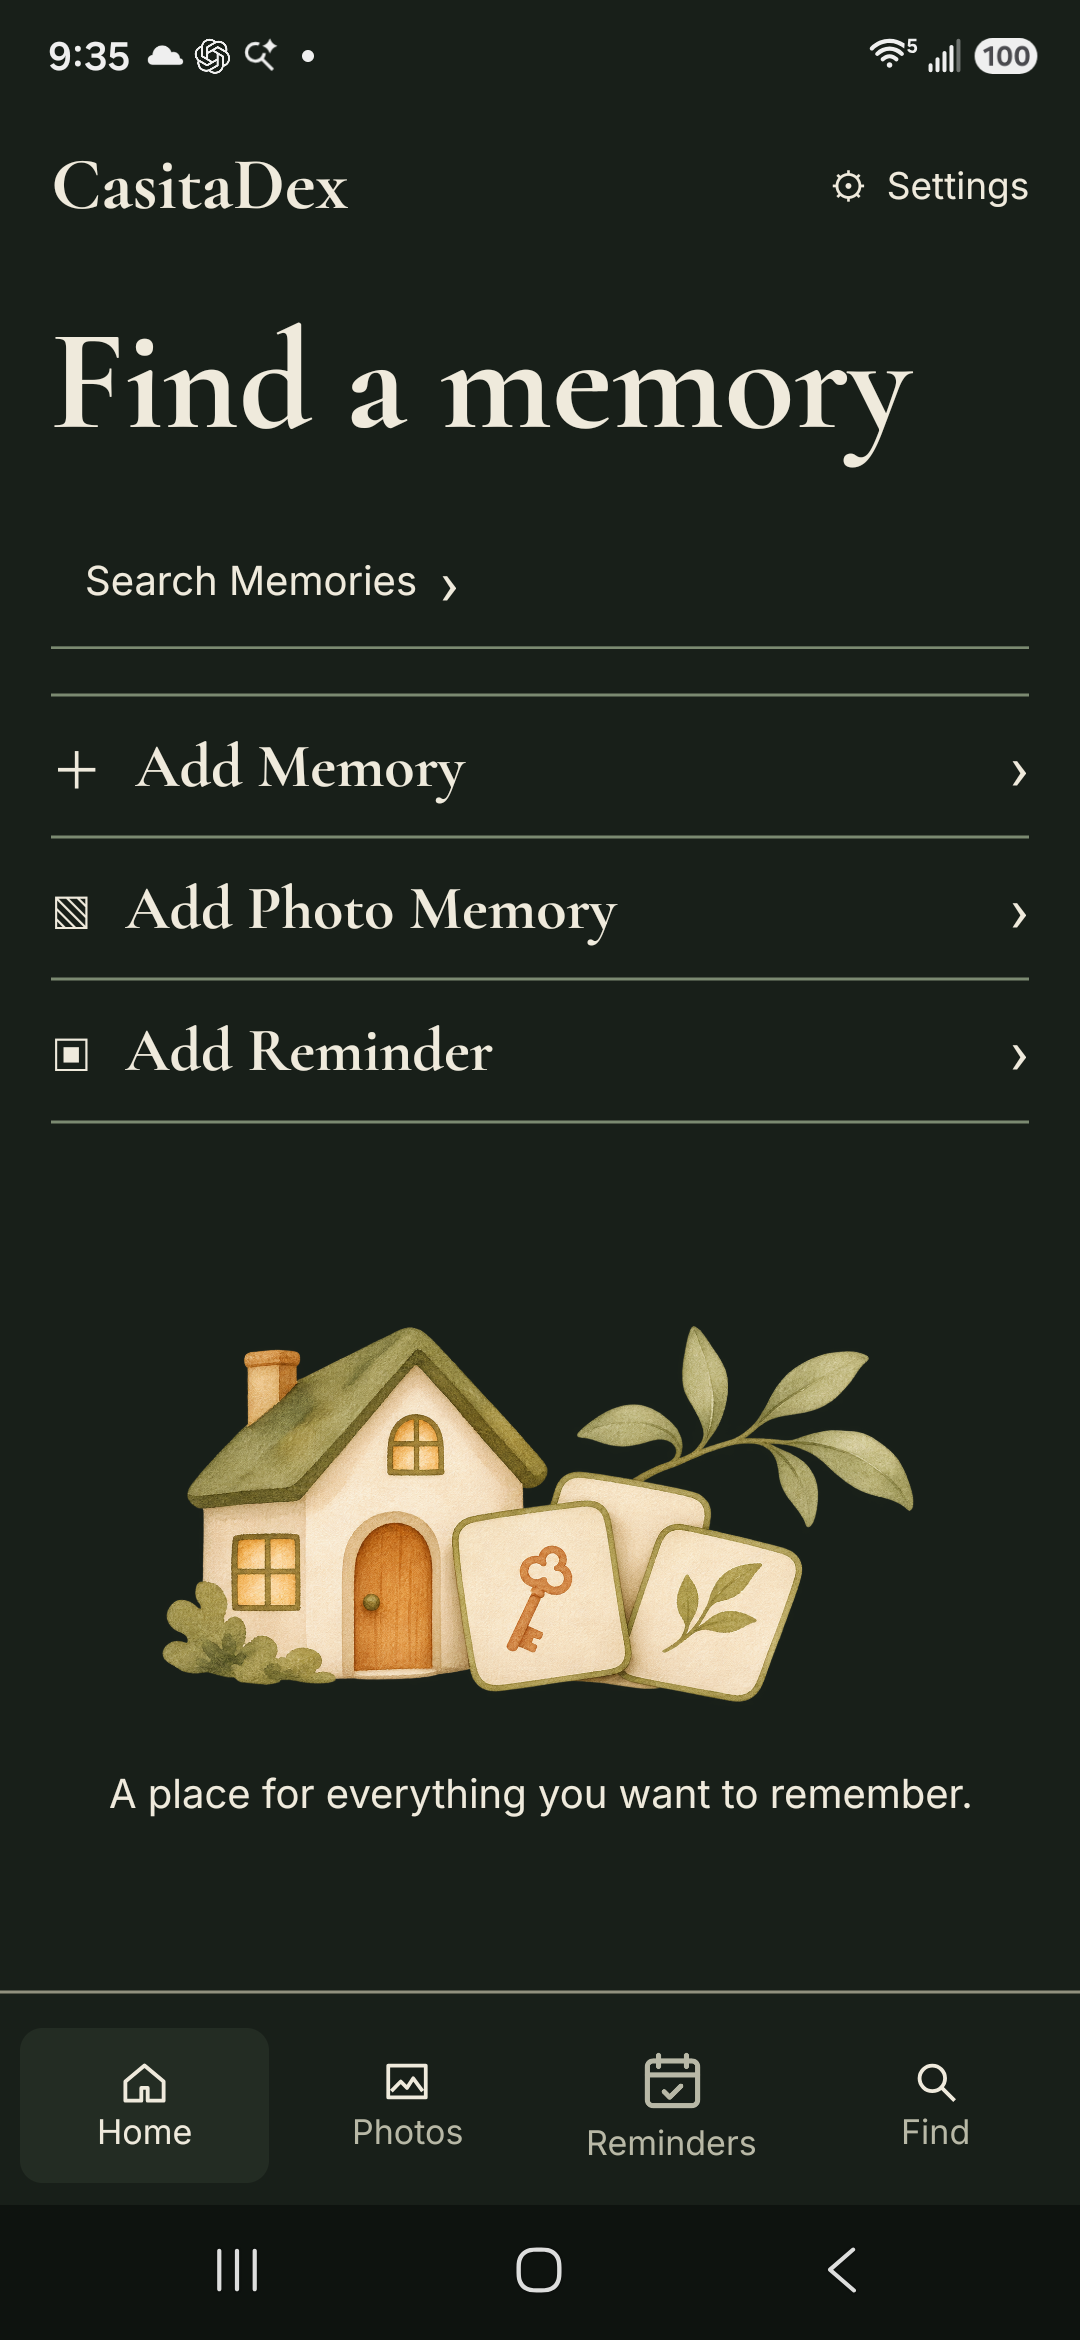 9:35
5
100
CasitaDex
Settings
Find a memory
Search Memories ›
+ Add Memory ›
Add Photo Memory ›
Add Reminder ›
A place for everything you want to remember.
Home
Photos
Reminders
Find